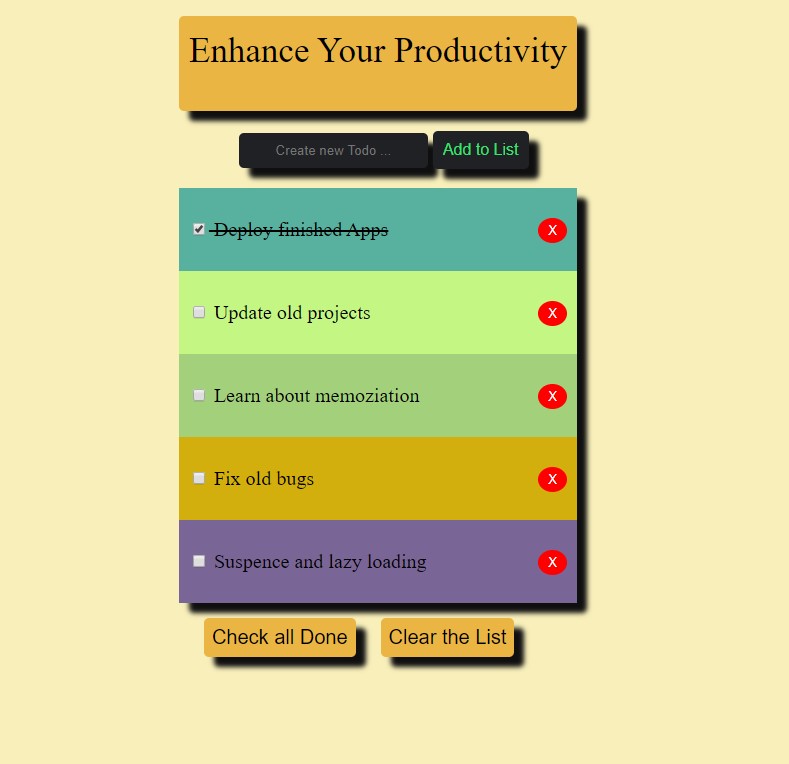 Enhance Your Productivity
Create new Todo ... Add to List
Deploy finished Apps X
Update old projects X
Learn about memoziation X
Fix old bugs X
Suspence and lazy loading X
Check all Done Clear the List